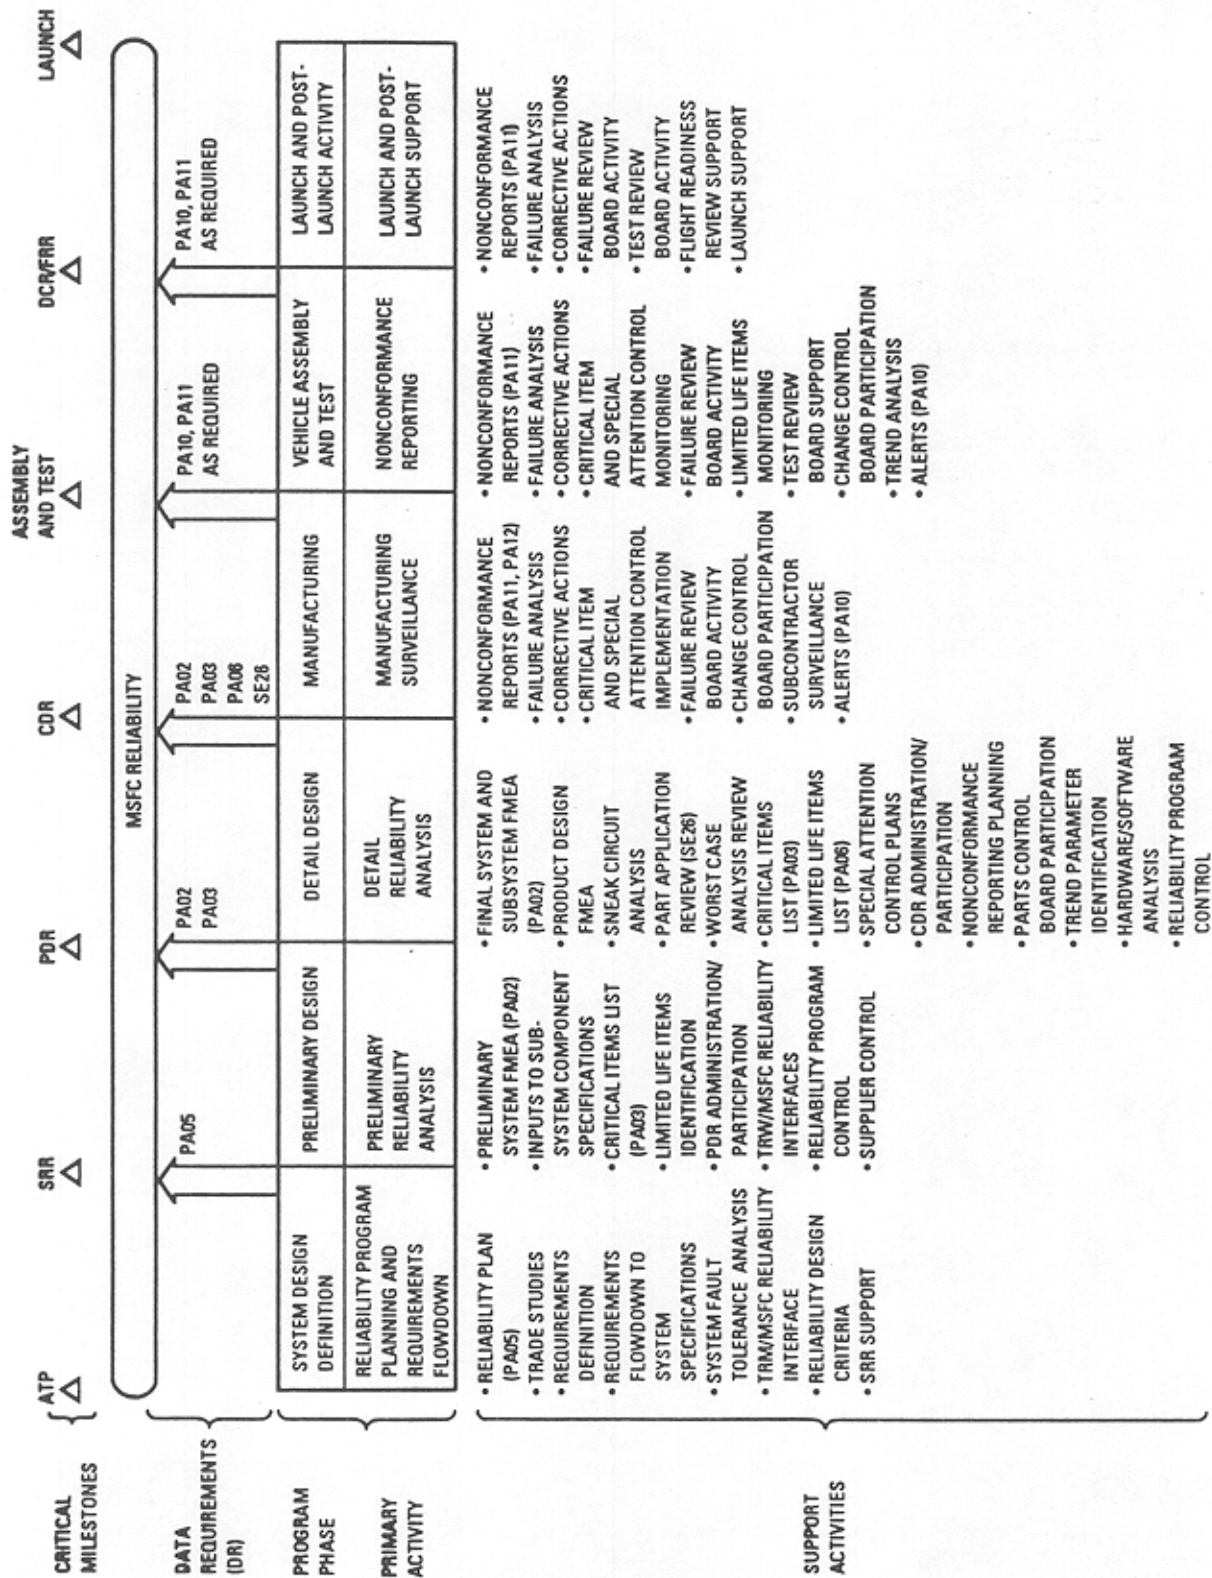 CRITICAL
MILESTONES
ATP
SRR
PDR
CDR
ASSEMBLY
AND TEST
DCR/FRR
LAUNCH
MSFC RELIABILITY
DATA
REQUIREMENTS
(DR)
PA05
PA02
PA03
PA02
PA03
PA06
SE26
PA10, PA11
AS REQUIRED
PA10, PA11
AS REQUIRED
PROGRAM
PHASE
SYSTEM DESIGN
DEFINITION
PRELIMINARY DESIGN
DETAIL DESIGN
MANUFACTURING
VEHICLE ASSEMBLY
AND TEST
LAUNCH AND POST-
LAUNCH ACTIVITY
PRIMARY
ACTIVITY
RELIABILITY PROGRAM
PLANNING AND
REQUIREMENTS
FLOWDOWN
PRELIMINARY
RELIABILITY
ANALYSIS
DETAIL
RELIABILITY
ANALYSIS
MANUFACTURING
SURVEILLANCE
NONCONFORMANCE
REPORTING
LAUNCH AND POST-
LAUNCH SUPPORT
SUPPORT
ACTIVITIES
• RELIABILITY PLAN
(PA05)
• TRADE STUDIES
• REQUIREMENTS
DEFINITION
• REQUIREMENTS
FLOWDOWN TO
SYSTEM
SPECIFICATIONS
• SYSTEM FAULT
TOLERANCE ANALYSIS
• TRM/MSFC RELIABILITY
INTERFACE
• RELIABILITY DESIGN
CRITERIA
• SRR SUPPORT
• PRELIMINARY
SYSTEM FMEA (PA02)
• INPUTS TO SUB-
SYSTEM COMPONENT
SPECIFICATIONS
• CRITICAL ITEMS LIST
(PA03)
• LIMITED LIFE ITEMS
IDENTIFICATION
• PDR ADMINISTRATION/
PARTICIPATION
• TRW/MSFC RELIABILITY
INTERFACES
• RELIABILITY PROGRAM
CONTROL
• SUPPLIER CONTROL
• FINAL SYSTEM AND
SUBSYSTEM FMEA
(PA02)
• PRODUCT DESIGN
FMEA
• SNEAK CIRCUIT
ANALYSIS
• PART APPLICATION
REVIEW (SE26)
• WORST CASE
ANALYSIS REVIEW
• CRITICAL ITEMS
LIST (PA03)
• LIMITED LIFE ITEMS
LIST (PA06)
• SPECIAL ATTENTION
CONTROL PLANS
• CDR ADMINISTRATION/
PARTICIPATION
• NONCONFORMANCE
REPORTING PLANNING
• PARTS CONTROL
BOARD PARTICIPATION
• TREND PARAMETER
IDENTIFICATION
• HARDWARE/SOFTWARE
ANALYSIS
• RELIABILITY PROGRAM
CONTROL
• NONCONFORMANCE
REPORTS (PA11, PA12)
• FAILURE ANALYSIS
• CORRECTIVE ACTIONS
• CRITICAL ITEM
AND SPECIAL
ATTENTION CONTROL
IMPLEMENTATION
• FAILURE REVIEW
BOARD ACTIVITY
• CHANGE CONTROL
BOARD PARTICIPATION
• SUBCONTRACTOR
SURVEILLANCE
• ALERTS (PA10)
• NONCONFORMANCE
REPORTS (PA11)
• FAILURE ANALYSIS
• CORRECTIVE ACTIONS
• CRITICAL ITEM
AND SPECIAL
ATTENTION CONTROL
MONITORING
• FAILURE REVIEW
BOARD ACTIVITY
• LIMITED LIFE ITEMS
MONITORING
• TEST REVIEW
BOARD SUPPORT
• CHANGE CONTROL
BOARD PARTICIPATION
• TREND ANALYSIS
• ALERTS (PA10)
• NONCONFORMANCE
REPORTS (PA11)
• FAILURE ANALYSIS
• CORRECTIVE ACTIONS
• FAILURE REVIEW
BOARD ACTIVITY
• TEST REVIEW
BOARD ACTIVITY
• FLIGHT READINESS
REVIEW SUPPORT
• LAUNCH SUPPORT